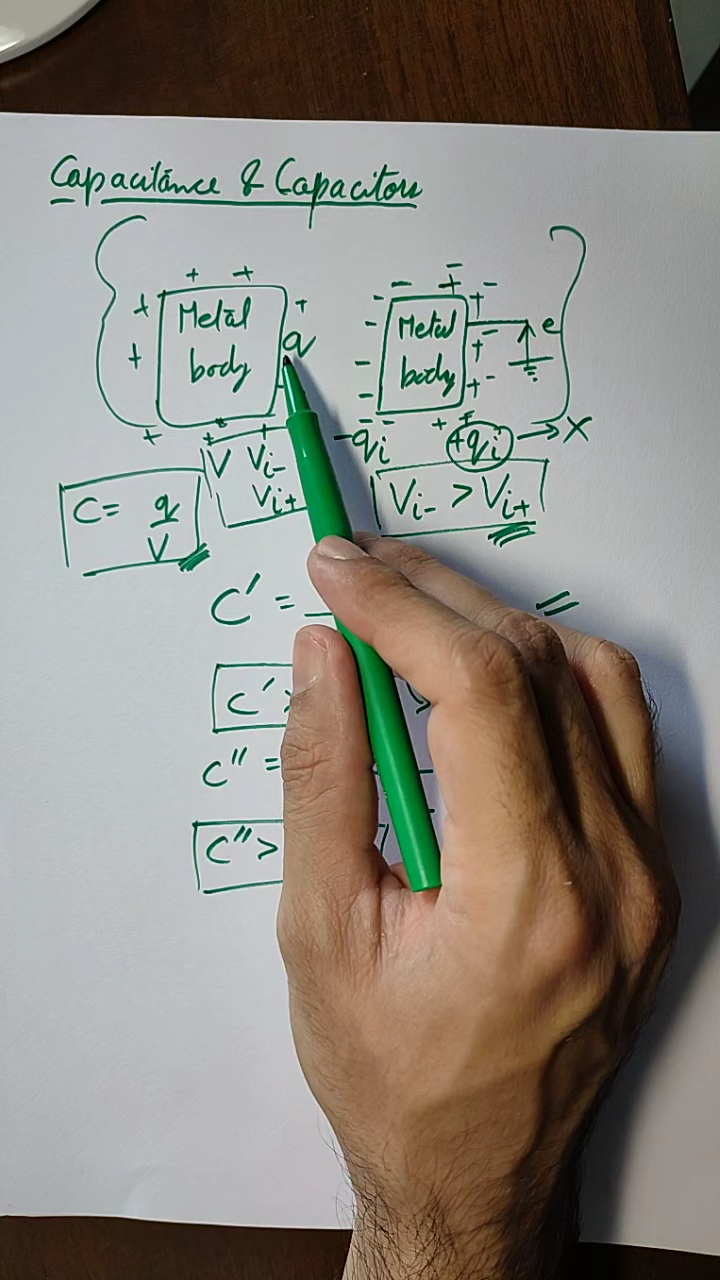 Capacitance & Capacitors
+ + + + +
Metal body
q
+ + + +
- - - - - -
Metal body
+ - + - + - + -
e
- - + +
-qi
+qi → X
V Vi-
Vi+
C = q/V
Vi- > Vi+
C' =
C' >
C'' =
C'' >